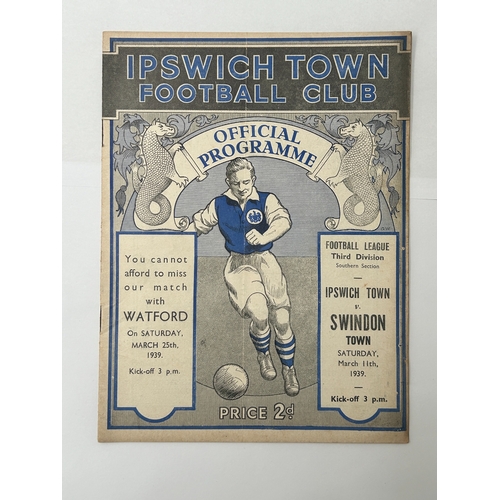 IPSWICH TOWN
FOOTBALL CLUB
OFFICIAL
PROGRAMME
You cannot
afford to miss
our match
with
WATFORD
On SATURDAY,
MARCH 25th,
1939.
Kick-off 3 p.m.
FOOTBALL LEAGUE
Third Division
Southern Section
IPSWICH TOWN
v.
SWINDON
TOWN
SATURDAY,
March 11th,
1939.
Kick-off 3 p.m.
PRICE 2d.